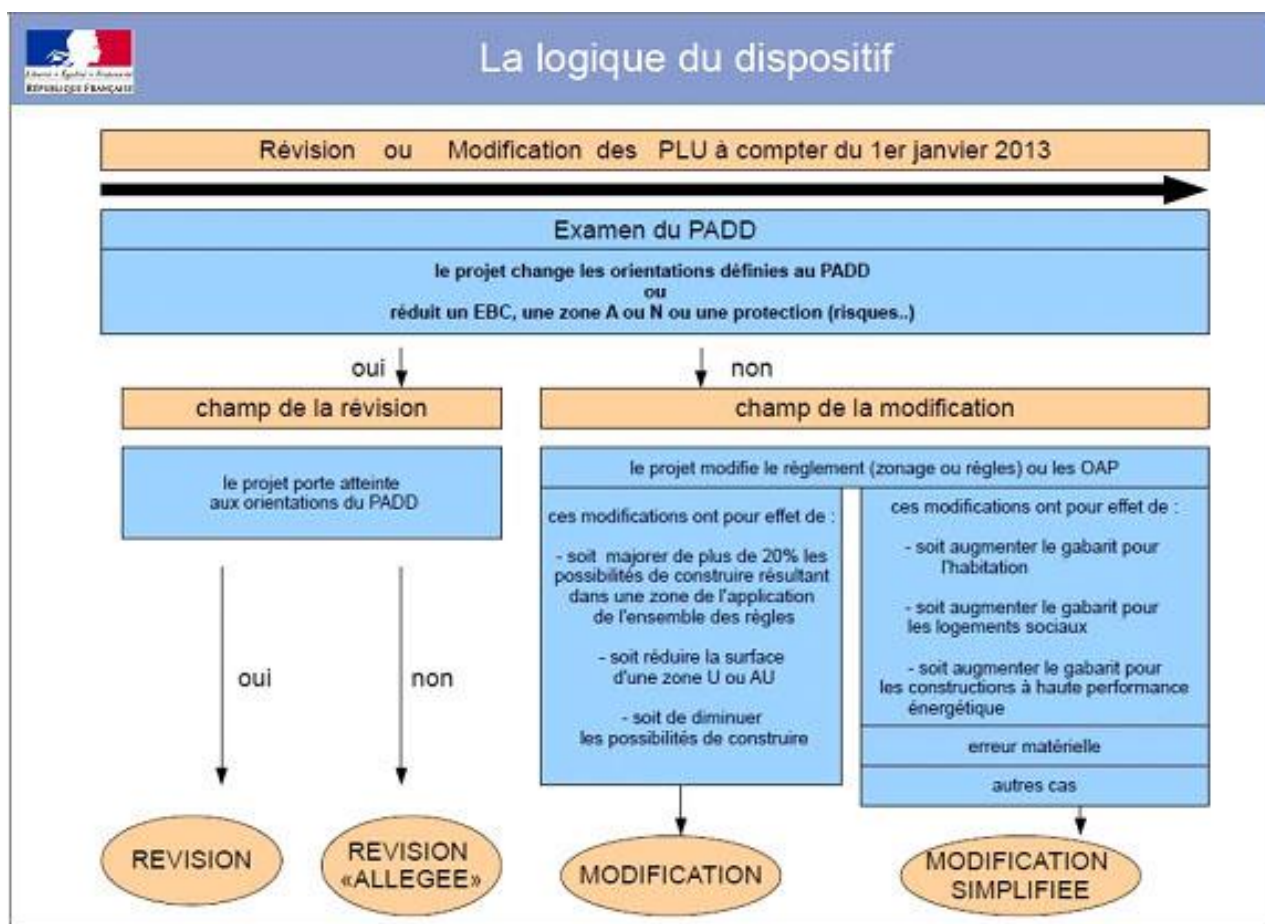 La logique du dispositif
Liberté • Égalité • Fraternité
RÉPUBLIQUE FRANÇAISE
Révision ou Modification des PLU à compter du 1er janvier 2013
Examen du PADD
le projet change les orientations définies au PADD
ou
réduit un EBC, une zone A ou N ou une protection (risques..)
oui
non
champ de la révision
le projet porte atteinte
aux orientations du PADD
oui
non
REVISION
REVISION
«ALLEGEE»
champ de la modification
le projet modifie le règlement (zonage ou règles) ou les OAP
ces modifications ont pour effet de :
- soit majorer de plus de 20% les
possibilités de construire résultant
dans une zone de l'application
de l'ensemble des règles
- soit réduire la surface
d'une zone U ou AU
- soit de diminuer
les possibilités de construire
MODIFICATION
ces modifications ont pour effet de :
- soit augmenter le gabarit pour
l'habitation
- soit augmenter le gabarit pour
les logements sociaux
- soit augmenter le gabarit pour
les constructions à haute performance
énergétique
erreur matérielle
autres cas
MODIFICATION
SIMPLIFIEE